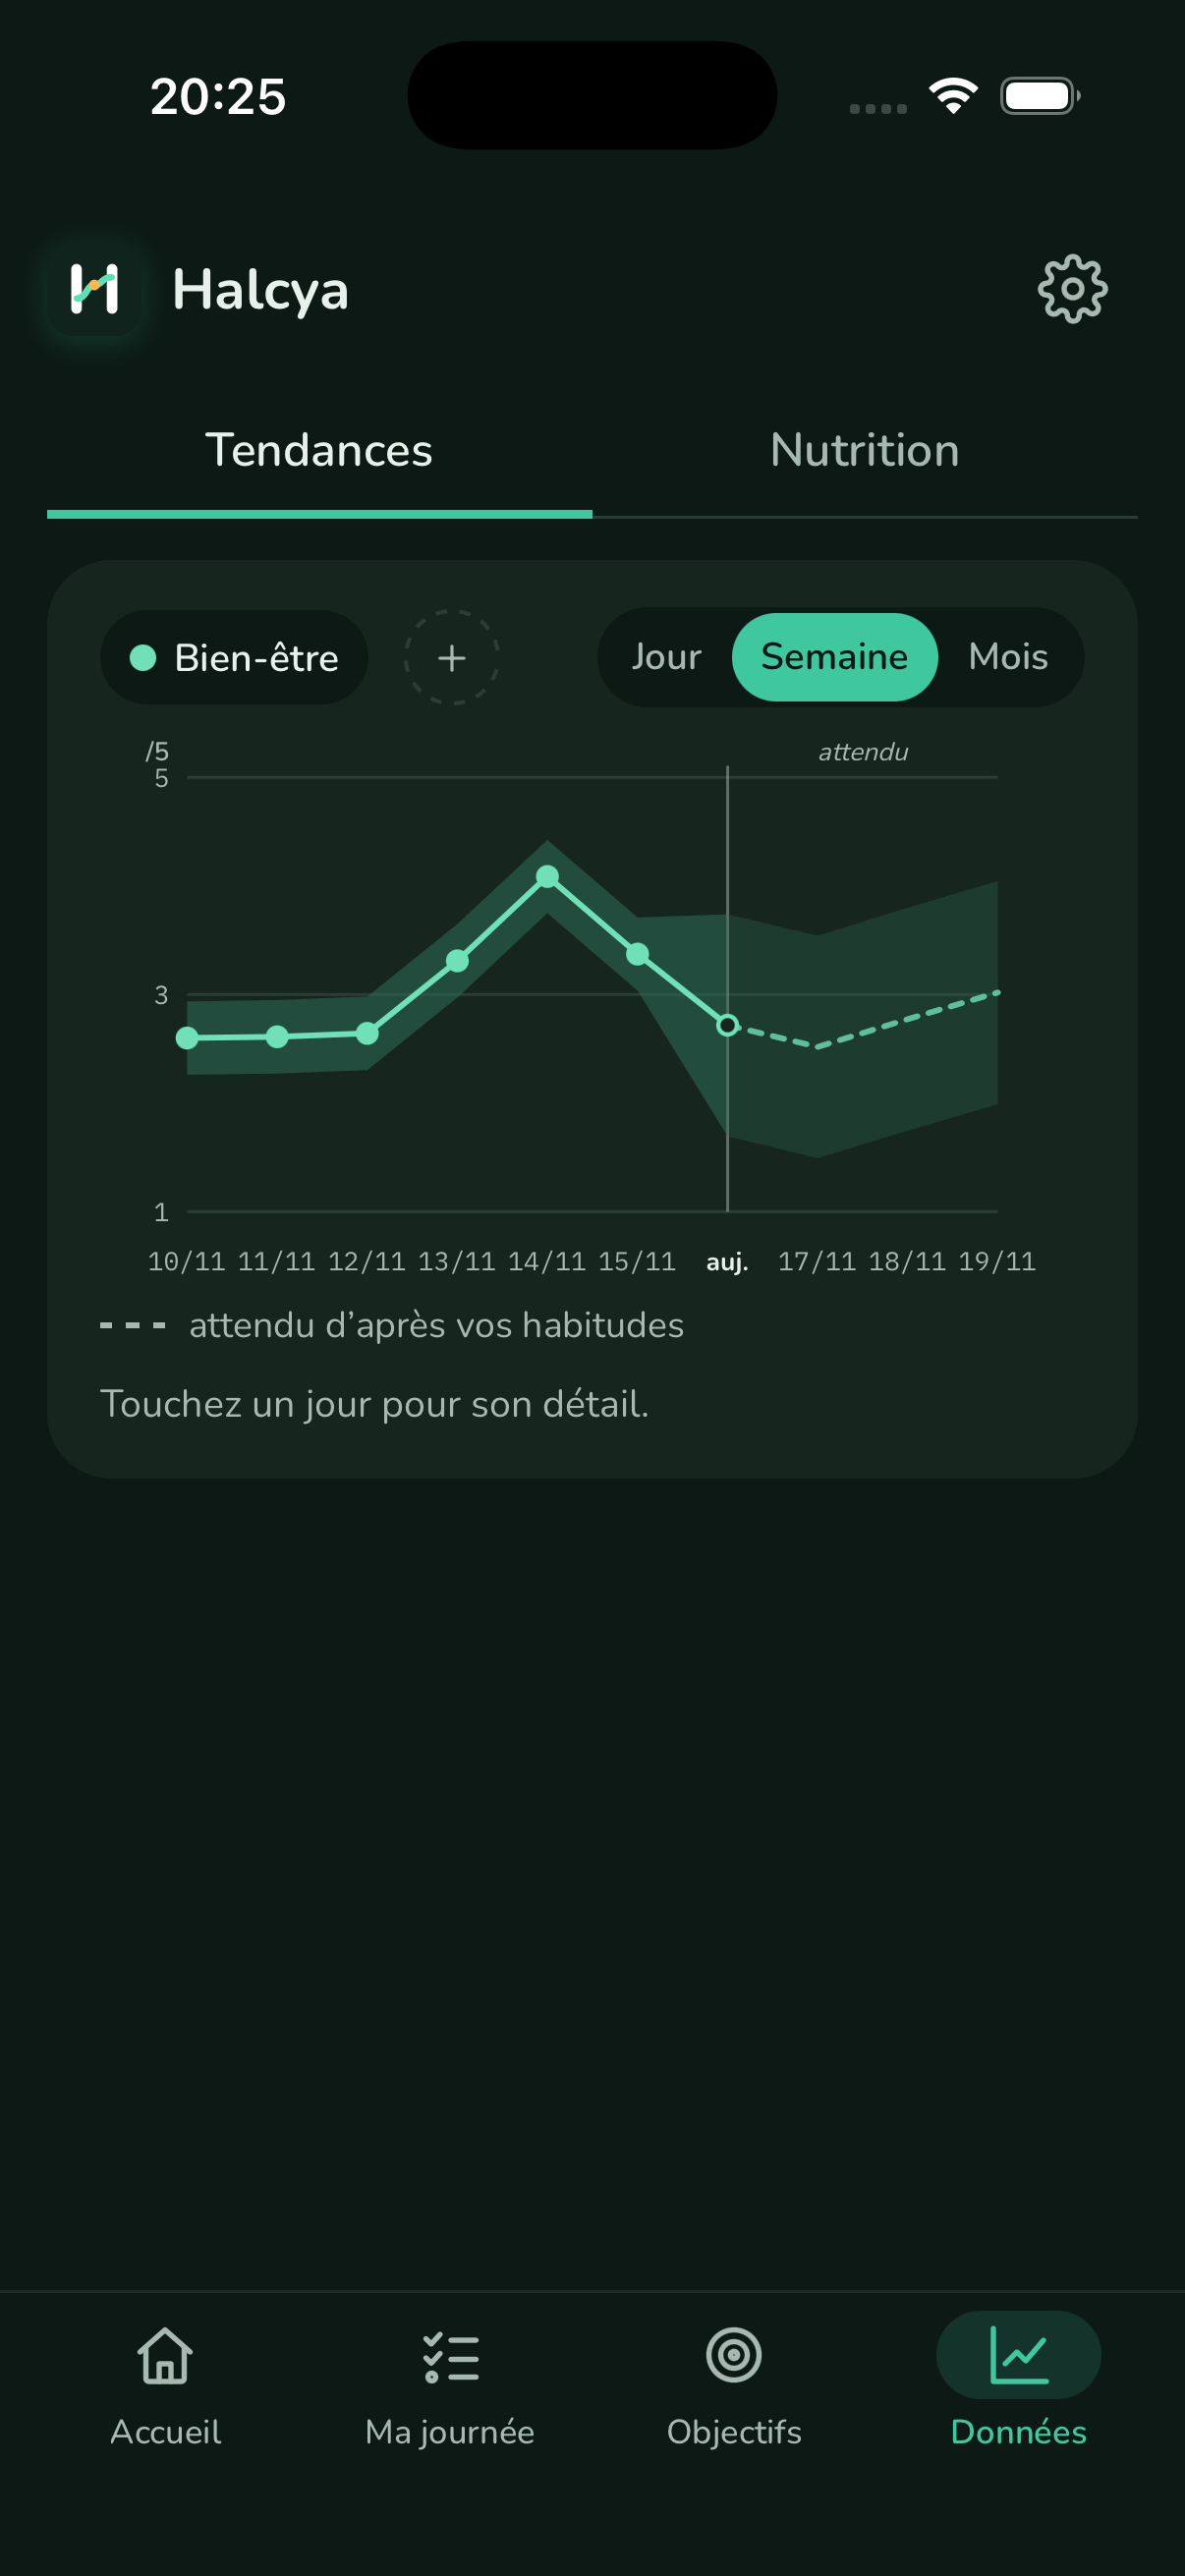 20:25
Halcya
Tendances Nutrition
Bien-être + Jour Semaine Mois
/5 attendu
5
3
1
10/11 11/11 12/11 13/11 14/11 15/11 auj. 17/11 18/11 19/11
attendu d’après vos habitudes
Touchez un jour pour son détail.
Accueil Ma journée Objectifs Données